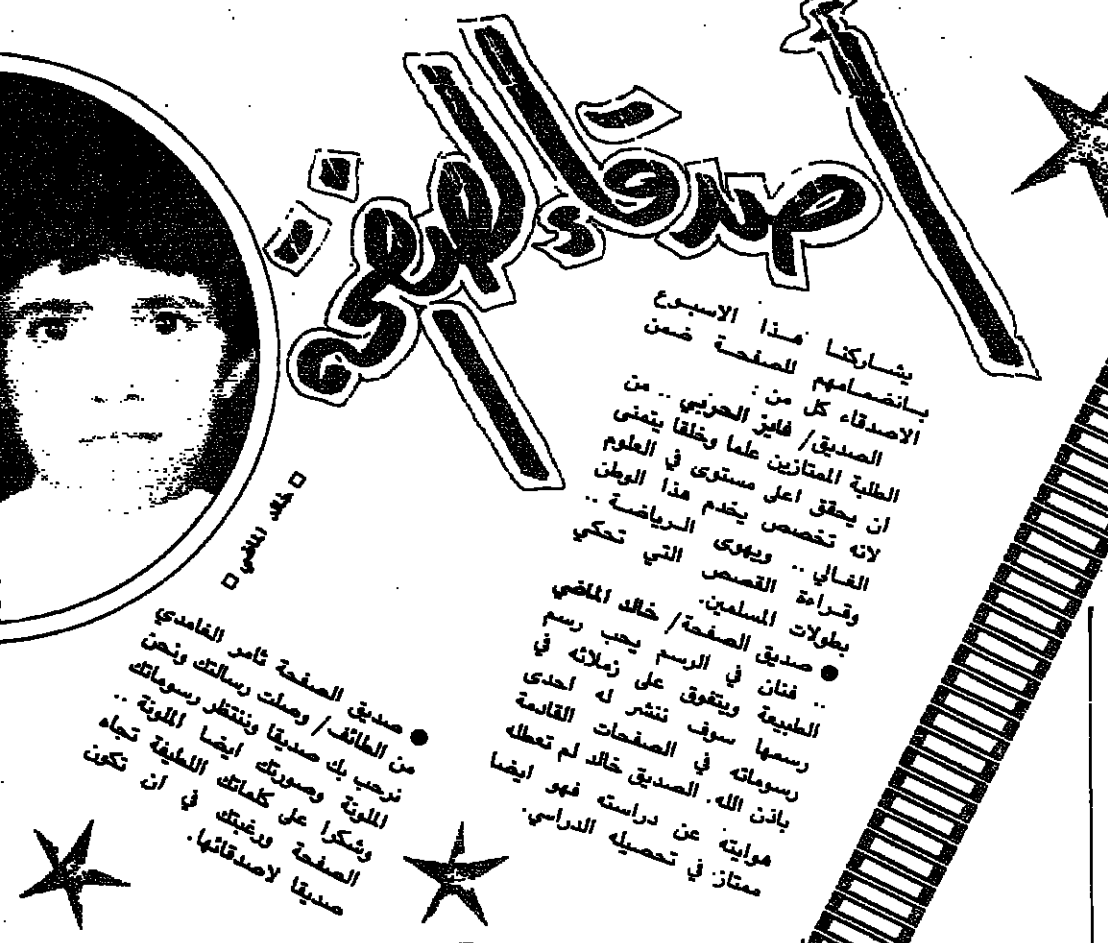 أصدقاء اليرموك
يشاركنا هذا الاسبوع
بانضمامهم للصفحة ضمن
الاصدقاء كل من :
الصديق/ فايز الحربي .. من
الطلبة الممتازين علما وخلقا يتمنى
ان يحقق اعلى مستوى في العلوم
لانه تخصص يخدم هذا الوطن
الغالي .. ويهوى الرياضة ..
وقراءة القصص التي تحكي
بطولات المسلمين.
● صديق الصفحة/ خالد الماضي
.. فنان في الرسم يحب رسم
الطبيعة ويتفوق على زملائه في
رسمها سوف ننشر له احدى
رسوماته في الصفحات القادمة
باذن الله. الصديق خالد لم تعطله
هوايته عن دراسته فهو ايضا
ممتاز في تحصيله الدراسي.
□ خالد الماضي □
● صديق الصفحة ثامر الغامدي
من الطائف/ وصلت رسالتك ونحن
نرحب بك صديقا وننتظر رسوماتك
الملونة وصورتك ايضا الملونة ..
وشكرا على كلماتك اللطيفة تجاه
الصفحة ورغبتك في ان تكون
صديقا لاصدقائها.